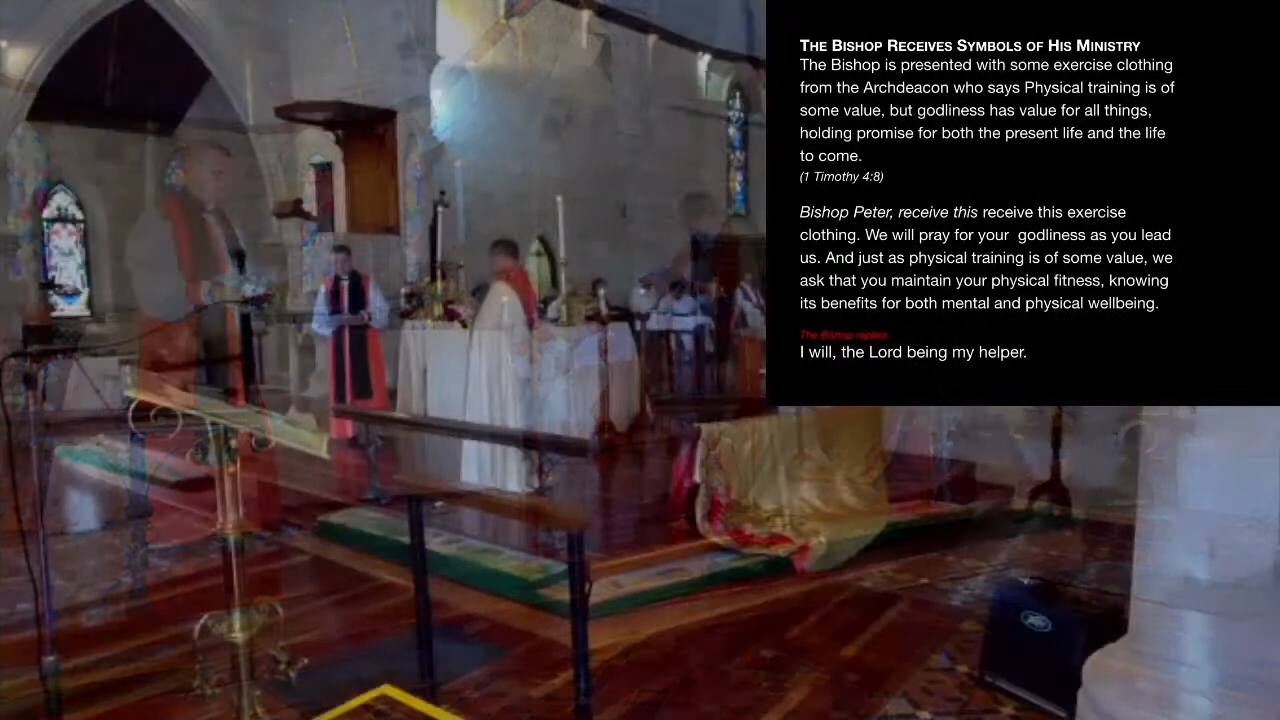 THE BISHOP RECEIVES SYMBOLS OF HIS MINISTRY
The Bishop is presented with some exercise clothing
from the Archdeacon who says Physical training is of
some value, but godliness has value for all things,
holding promise for both the present life and the life
to come.
(1 Timothy 4:8)
Bishop Peter, receive this receive this exercise
clothing. We will pray for your  godliness as you lead
us. And just as physical training is of some value, we
ask that you maintain your physical fitness, knowing
its benefits for both mental and physical wellbeing.
The Bishop replies
I will, the Lord being my helper.